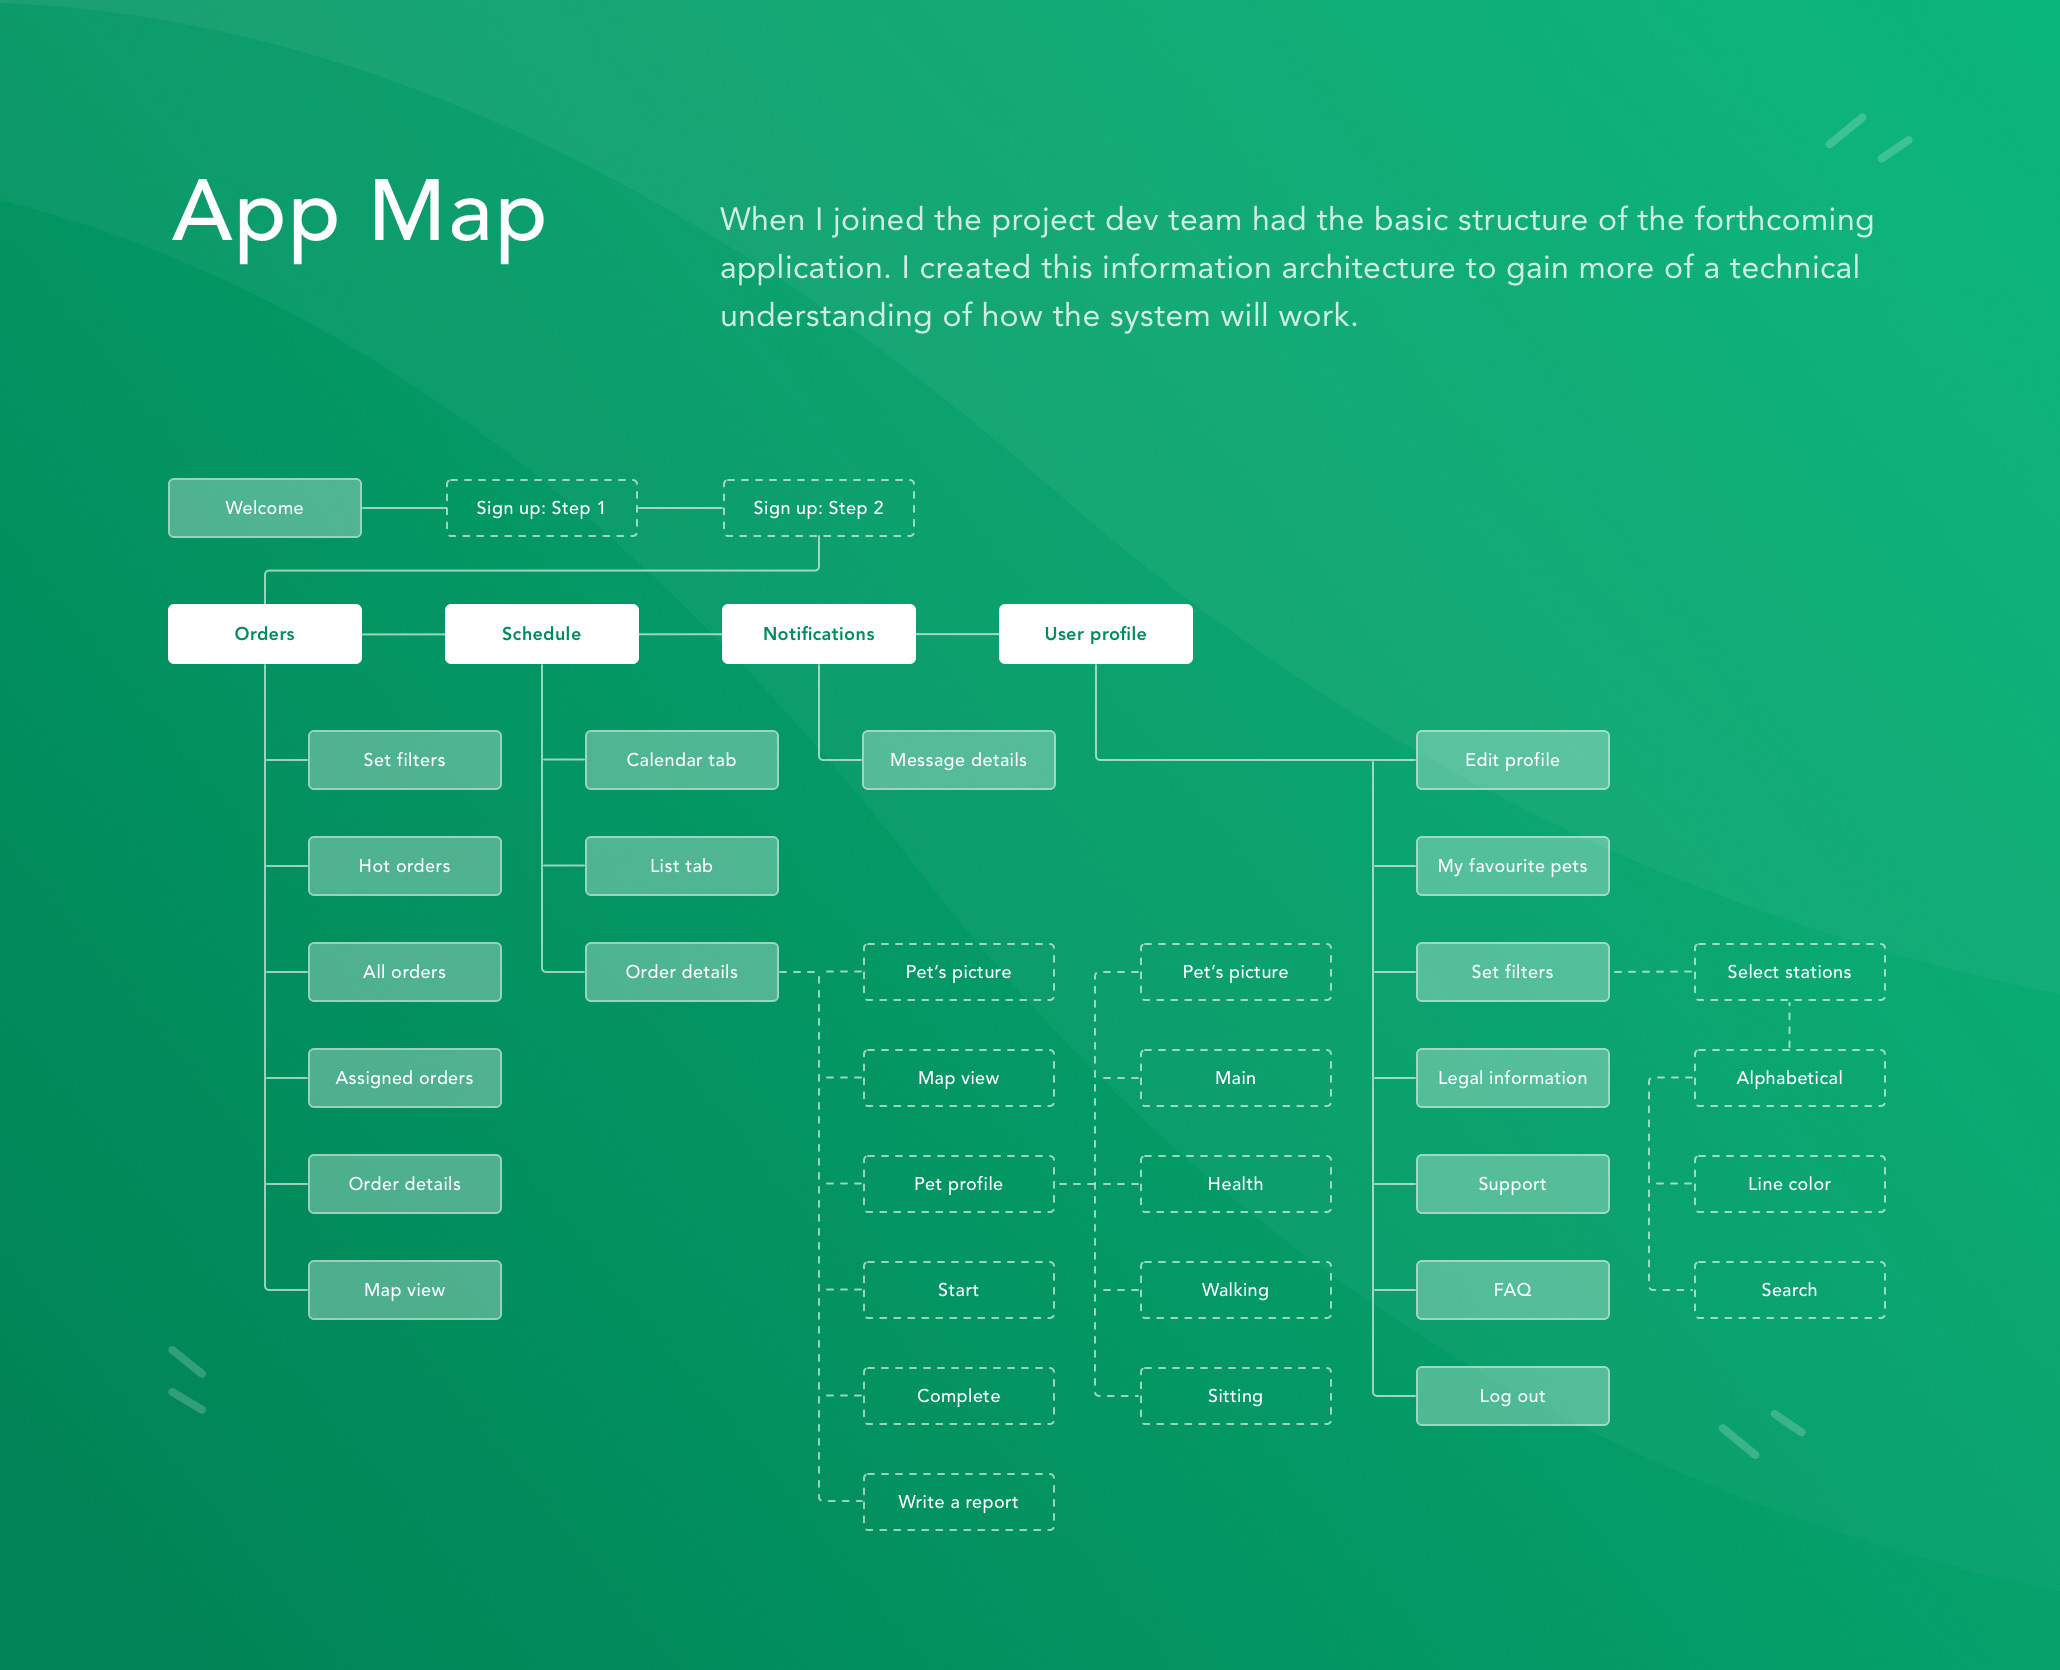 App Map
When I joined the project dev team had the basic structure of the forthcoming
application. I created this information architecture to gain more of a technical
understanding of how the system will work.
Welcome
Sign up: Step 1
Sign up: Step 2
Orders
Schedule
Notifications
User profile
Set filters
Calendar tab
Message details
Edit profile
Hot orders
List tab
My favourite pets
All orders
Order details
Pet’s picture
Pet’s picture
Set filters
Select stations
Assigned orders
Map view
Main
Legal information
Alphabetical
Order details
Pet profile
Health
Support
Line color
Map view
Start
Walking
FAQ
Search
Complete
Sitting
Log out
Write a report